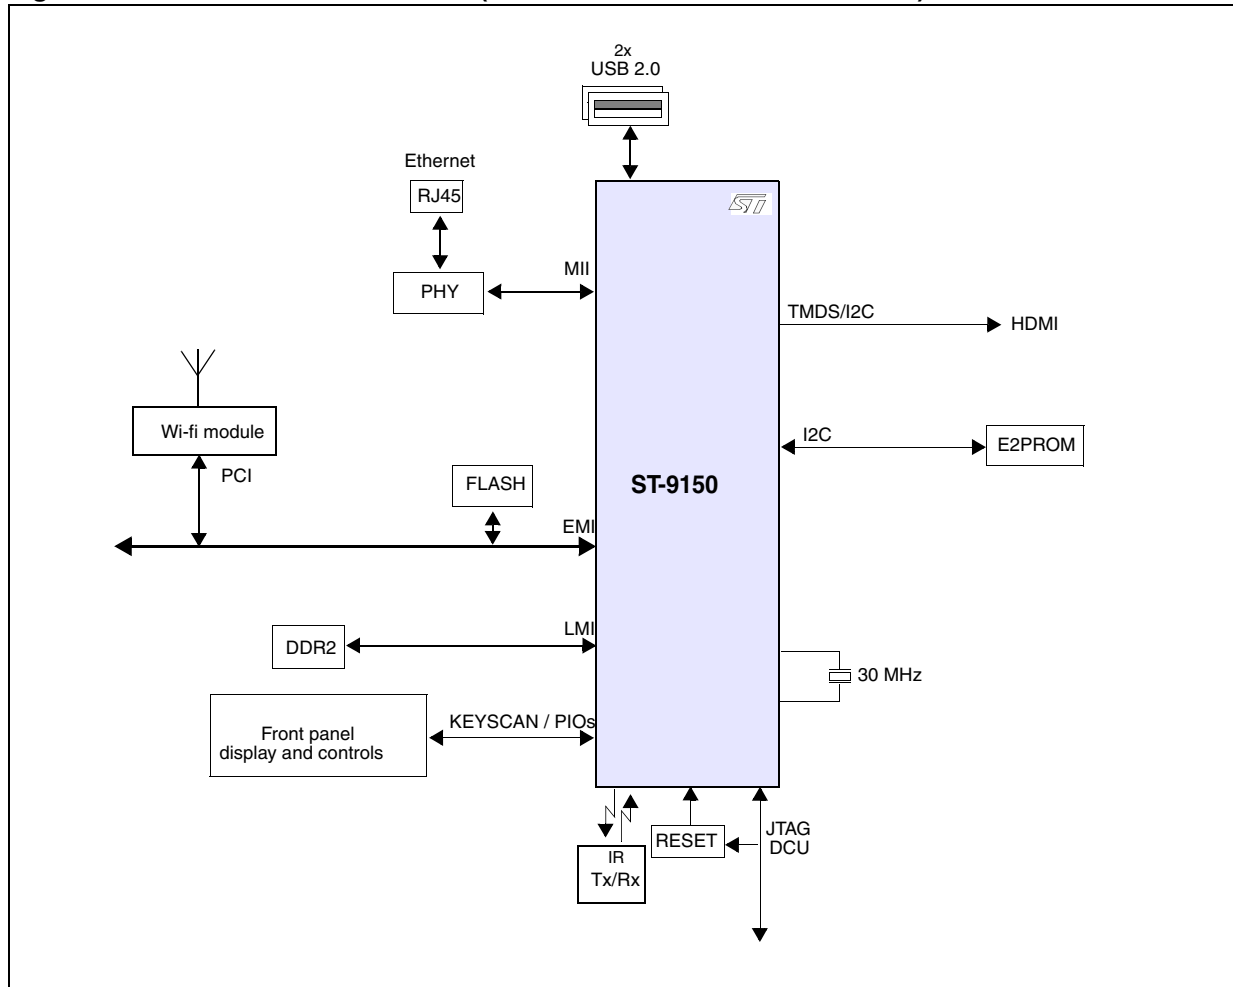 2x
USB 2.0
Ethernet
RJ45
MII
PHY
TMDS/I2C
HDMI
Wi-fi module
I2C
E2PROM
PCI
FLASH
ST-9150
EMI
LMI
DDR2
30 MHz
KEYSCAN / PIOs
Front panel
display and controls
RESET
JTAG
DCU
IR
Tx/Rx
ST